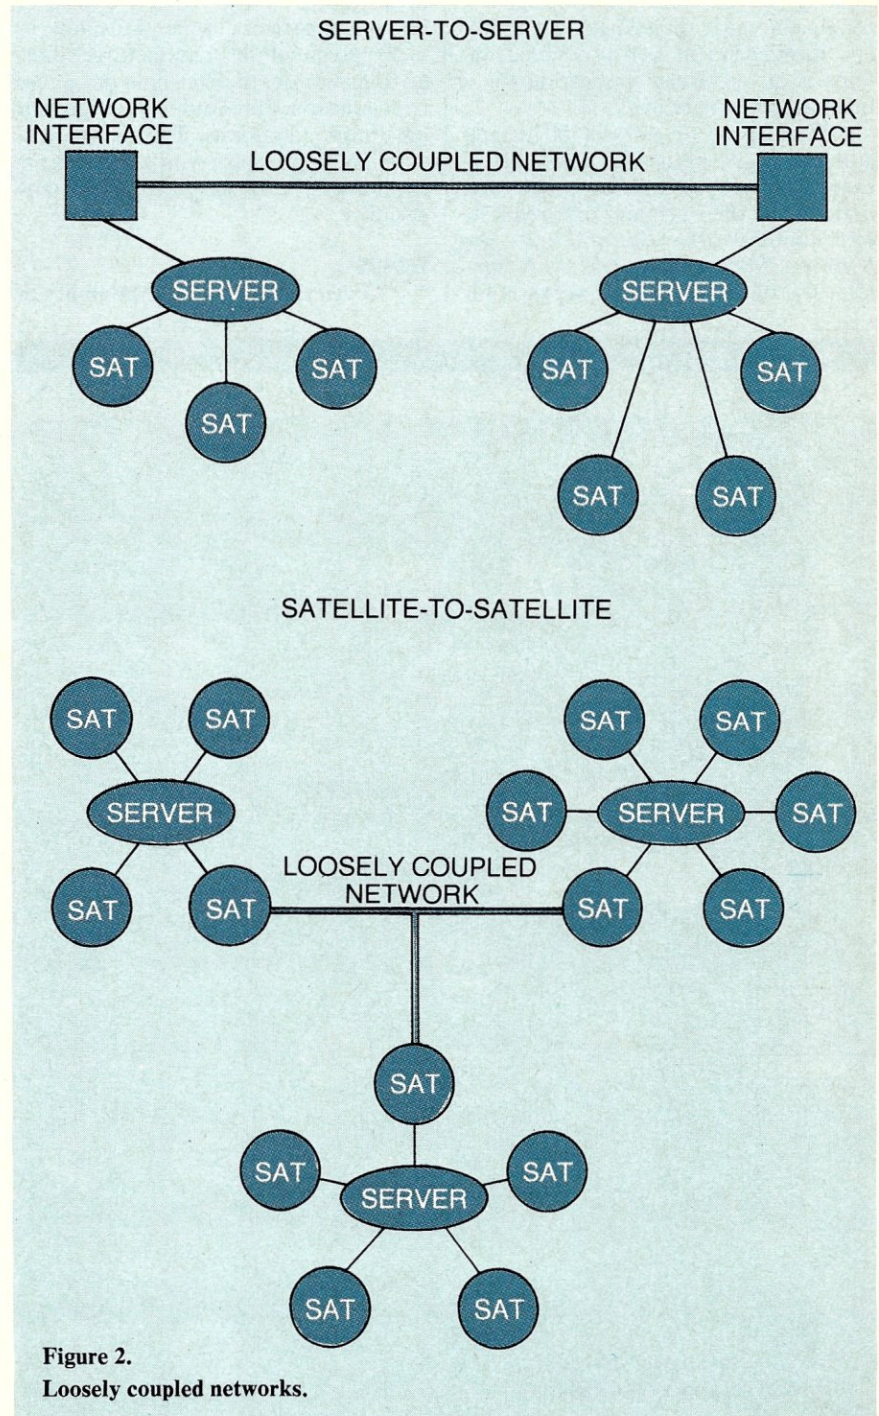 SERVER-TO-SERVER
NETWORK
INTERFACE
NETWORK
INTERFACE
LOOSELY COUPLED NETWORK
SERVER
SERVER
SAT
SAT
SAT
SAT
SAT
SAT
SAT
SATELLITE-TO-SATELLITE
SAT
SAT
SAT
SAT
SERVER
SAT
SERVER
SAT
LOOSELY COUPLED
NETWORK
SAT
SAT
SAT
SAT
SAT
SAT
SAT
SERVER
SAT
SAT
SAT
Figure 2.
Loosely coupled networks.